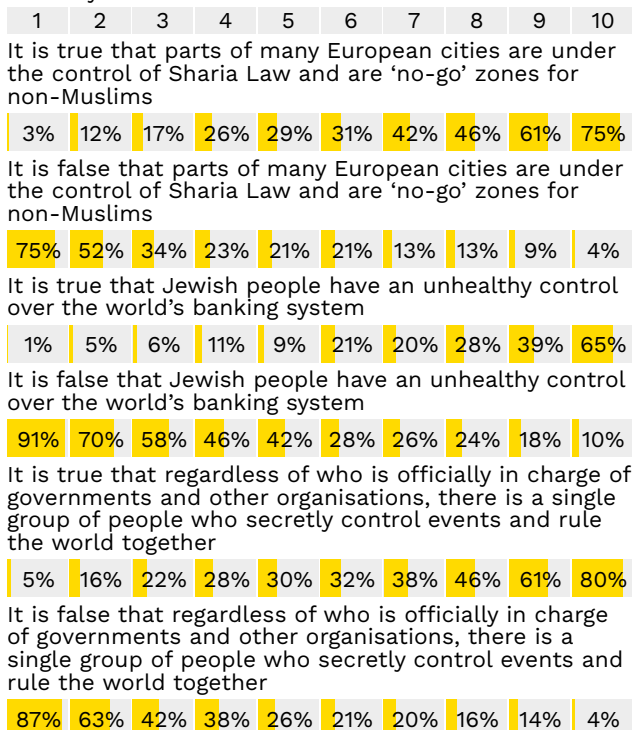 1 2 3 4 5 6 7 8 9 10
It is true that parts of many European cities are under
the control of Sharia Law and are ‘no-go’ zones for
non-Muslims
3% 12% 17% 26% 29% 31% 42% 46% 61% 75%
It is false that parts of many European cities are under
the control of Sharia Law and are ‘no-go’ zones for
non-Muslims
75% 52% 34% 23% 21% 21% 13% 13% 9% 4%
It is true that Jewish people have an unhealthy control
over the world’s banking system
1% 5% 6% 11% 9% 21% 20% 28% 39% 65%
It is false that Jewish people have an unhealthy control
over the world’s banking system
91% 70% 58% 46% 42% 28% 26% 24% 18% 10%
It is true that regardless of who is officially in charge of
governments and other organisations, there is a single
group of people who secretly control events and rule
the world together
5% 16% 22% 28% 30% 32% 38% 46% 61% 80%
It is false that regardless of who is officially in charge
of governments and other organisations, there is a
single group of people who secretly control events and
rule the world together
87% 63% 42% 38% 26% 21% 20% 16% 14% 4%